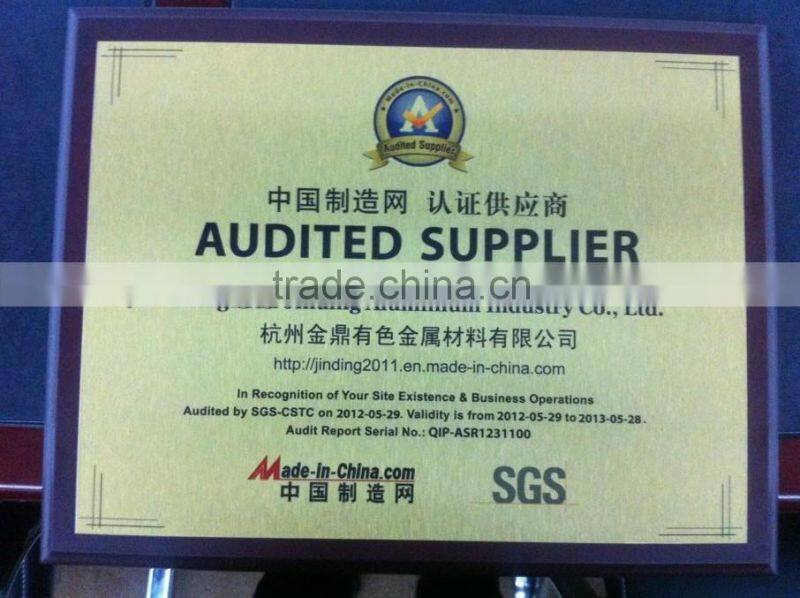 Made-in-China.com
A
Audited Supplier
中国制造网 认证供应商
AUDITED SUPPLIER
trade.china.cn
Industry Co., Ltd.
杭州金鼎有色金属材料有限公司
http://jinding2011.en.made-in-china.com
In Recognition of Your Site Existence & Business Operations
Audited by SGS-CSTC on 2012-05-29. Validity is from 2012-05-29 to 2013-05-28.
Audit Report Serial No.: QIP-ASR1231100
Made-in-China.com
中国制造网
SGS